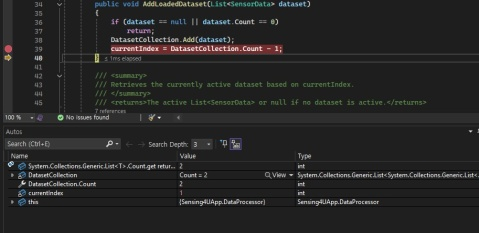 34 public void AddLoadedDataset(List<SensorData> dataset)
35 {
36 if (dataset == null || dataset.Count == 0)
37 return;
38 DatasetCollection.Add(dataset);
39 currentIndex = DatasetCollection.Count - 1;
40 } ≤ 1ms elapsed
41
42 /// <summary>
43 /// Retrieves the currently active dataset based on currentIndex.
44 /// </summary>
45 /// <returns>The active List<SensorData> or null if no dataset is active.</returns>
7 references
100 % No issues found
Autos
Search (Ctrl+E) Search Depth: 3
Name Value Type
System.Collections.Generic.List<T>.Count.get retur... 2 int
DatasetCollection Count = 2 View System.Collections.Generic.List<System.Collections.Generic.List<
DatasetCollection.Count 2 int
currentIndex 1 int
this {Sensing4UApp.DataProcessor} Sensing4UApp.DataProcessor